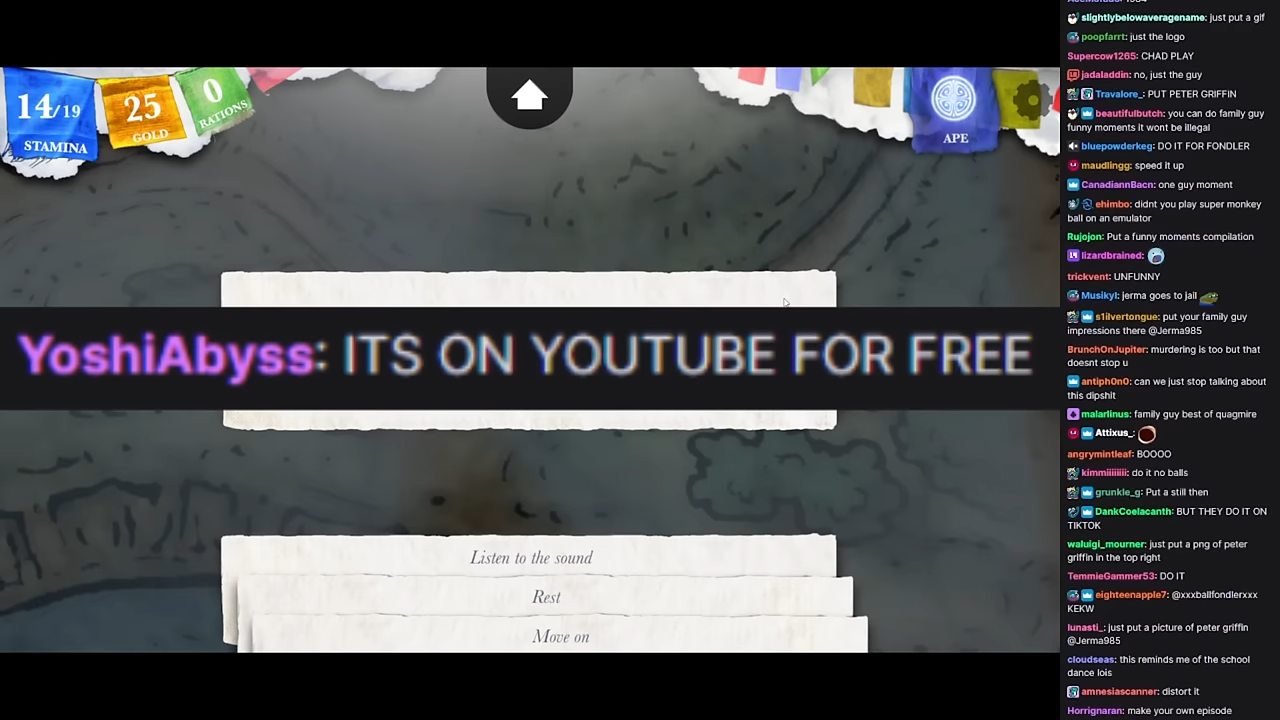 14/19
STAMINA
25
GOLD
0
RATIONS
APE
YoshiAbyss: ITS ON YOUTUBE FOR FREE
Listen to the sound
Rest
Move on
slightlybelowaveragename: just put a gif
poopfarrt: just the logo
Supercow1265: CHAD PLAY
jadaladdin: no, just the guy
Travalore_: PUT PETER GRIFFIN
beautifulbutch: you can do family guy
funny moments it wont be illegal
bluepowderkeg: DO IT FOR FONDLER
maudlingg: speed it up
CanadiannBacn: one guy moment
ehimbo: didnt you play super monkey
ball on an emulator
Rujojon: Put a funny moments compilation
lizardbrained:
trickvent: UNFUNNY
Musikyl: jerma goes to jail
s1ilvertongue: put your family guy
impressions there @Jerma985
BrunchOnJupiter: murdering is too but that
doesnt stop u
antiph0n0: can we just stop talking about
this dipshit
malarlinus: family guy best of quagmire
Attixus_:
angrymintleaf: BOOOO
kimmiiiiiiii: do it no balls
grunkle_g: Put a still then
DankCoelacanth: BUT THEY DO IT ON
TIKTOK
waluigi_mourner: just put a png of peter
griffin in the top right
TemmieGammer53: DO IT
eighteenapple7: @xxxballfondlerxxx
KEKW
lunasti_: just put a picture of peter griffin
@Jerma985
cloudseas: this reminds me of the school
dance lois
amnesiascanner: distort it
Horrignaran: make your own episode